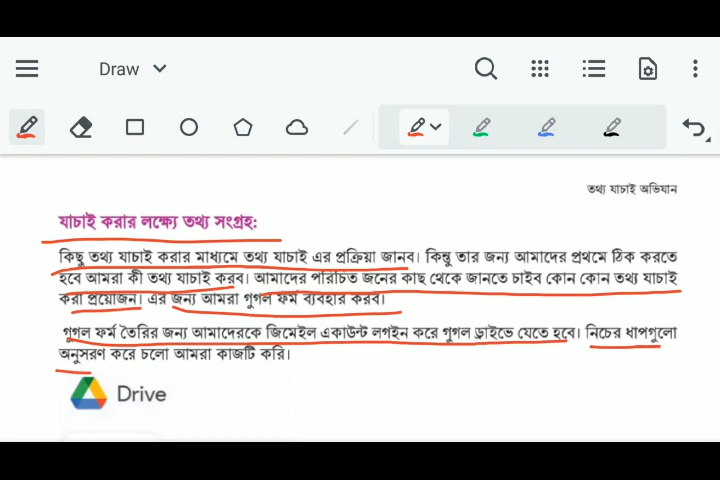 Draw
তথ্য যাচাই অভিযান
যাচাই করার লক্ষ্যে তথ্য সংগ্রহ:
কিছু তথ্য যাচাই করার মাধ্যমে তথ্য যাচাই এর প্রক্রিয়া জানব। কিন্তু তার জন্য আমাদের প্রথমে ঠিক করতে
হবে আমরা কী তথ্য যাচাই করব। আমাদের পরিচিত জনের কাছ থেকে জানতে চাইব কোন কোন তথ্য যাচাই
করা প্রয়োজন। এর জন্য আমরা গুগল ফর্ম ব্যবহার করব।
গুগল ফর্ম তৈরির জন্য আমাদেরকে জিমেইল একাউন্ট লগইন করে গুগল ড্রাইভে যেতে হবে। নিচের ধাপগুলো
অনুসরণ করে চলো আমরা কাজটি করি।
Drive